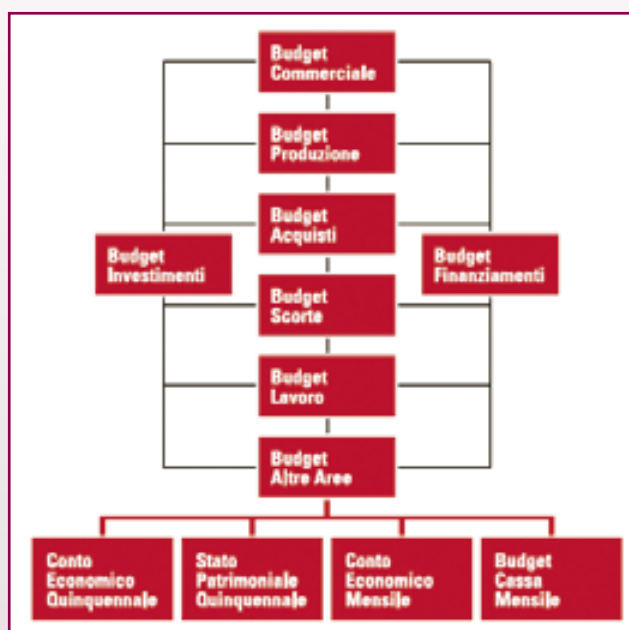 Budget
Commerciale
Budget
Produzione
Budget
Acquisti
Budget
Investimenti
Budget
Finanziamenti
Budget
Scorte
Budget
Lavoro
Budget
Altre Aree
Conto
Economico
Quinquennale
Stato
Patrimoniale
Quinquennale
Conto
Economico
Mensile
Budget
Cassa
Mensile